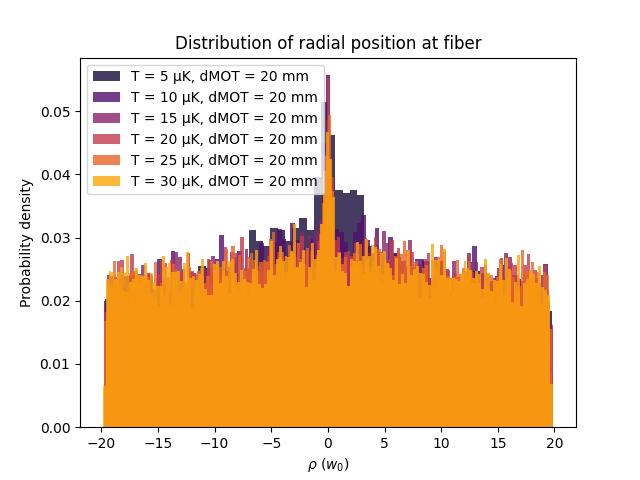 Distribution of radial position at fiber
T = 5 µK, dMOT = 20 mm
T = 10 µK, dMOT = 20 mm
T = 15 µK, dMOT = 20 mm
T = 20 µK, dMOT = 20 mm
T = 25 µK, dMOT = 20 mm
T = 30 µK, dMOT = 20 mm
Probability density
0.05
0.04
0.03
0.02
0.01
0.00
−20 −15 −10 −5 0 5 10 15 20
ρ (w₀)